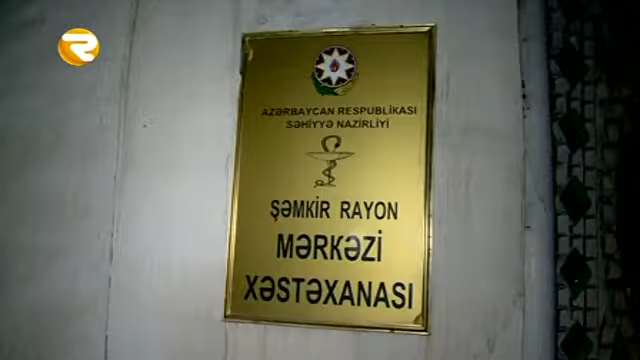 AZƏRBAYCAN RESPUBLİKASI
SƏHİYYƏ NAZİRLİYİ
ŞƏMKİR RAYON
MƏRKƏZİ
XƏSTƏXANASI